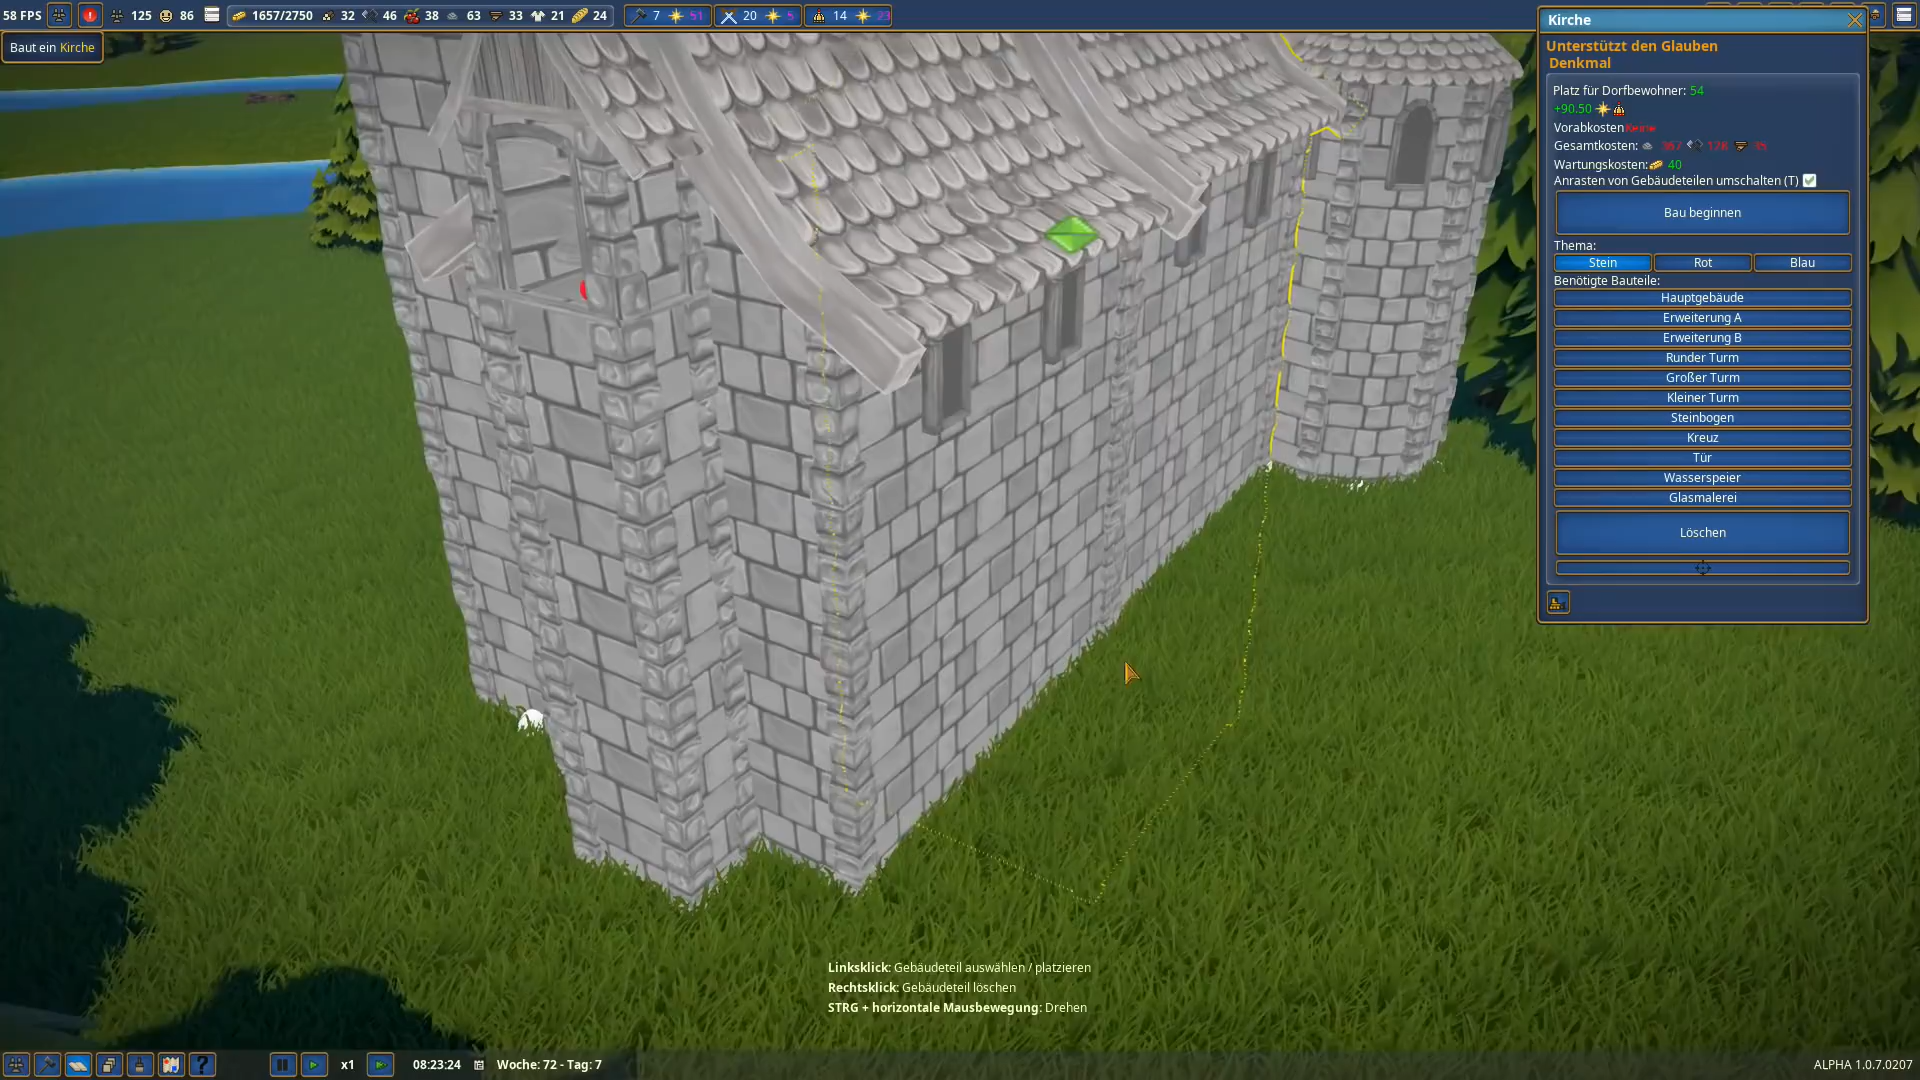 58 FPS
125
86
1657/2750
32
46
38
63
33
21
24
7
51
20
5
14
23
Baut ein Kirche
Kirche
Unterstützt den Glauben
Denkmal
Platz für Dorfbewohner: 54
+90.50
Vorabkosten Keine
Gesamtkosten: 367 178 35
Wartungskosten: 40
Anrasten von Gebäudeteilen umschalten (T)
Bau beginnen
Thema:
Stein Rot Blau
Benötigte Bauteile:
Hauptgebäude
Erweiterung A
Erweiterung B
Runder Turm
Großer Turm
Kleiner Turm
Steinbogen
Kreuz
Tür
Wasserspeier
Glasmalerei
Löschen
Linksklick: Gebäudeteil auswählen / platzieren
Rechtsklick: Gebäudeteil löschen
STRG + horizontale Mausbewegung: Drehen
x1
08:23:24
Woche: 72 - Tag: 7
ALPHA 1.0.7.0207